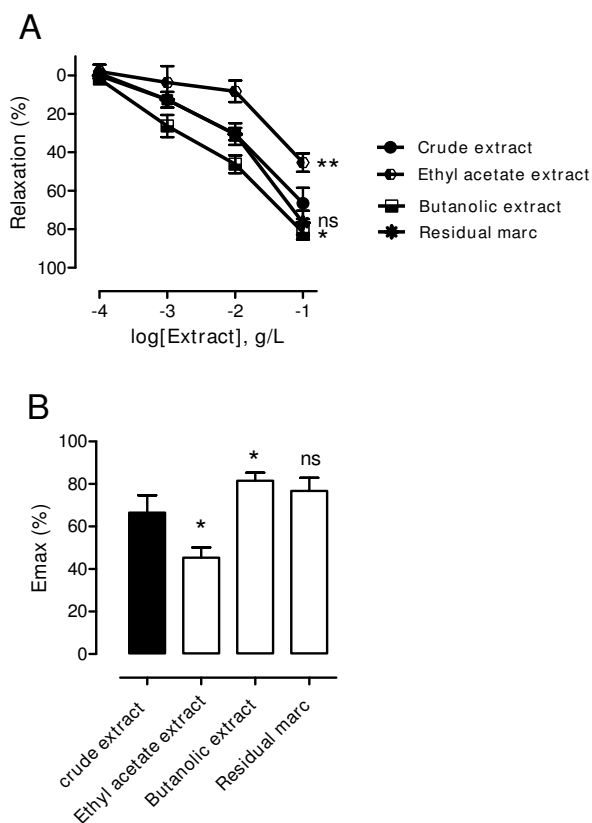 A
0
20
40
60
80
100
Relaxation (%)
**
ns
*
-4 -3 -2 -1
log[Extract], g/L
Crude extract
Ethyl acetate extract
Butanolic extract
Residual marc
B
100
80
60
40
20
0
Emax (%)
*
*
ns
crude extract
Ethyl acetate extract
Butanolic extract
Residual marc